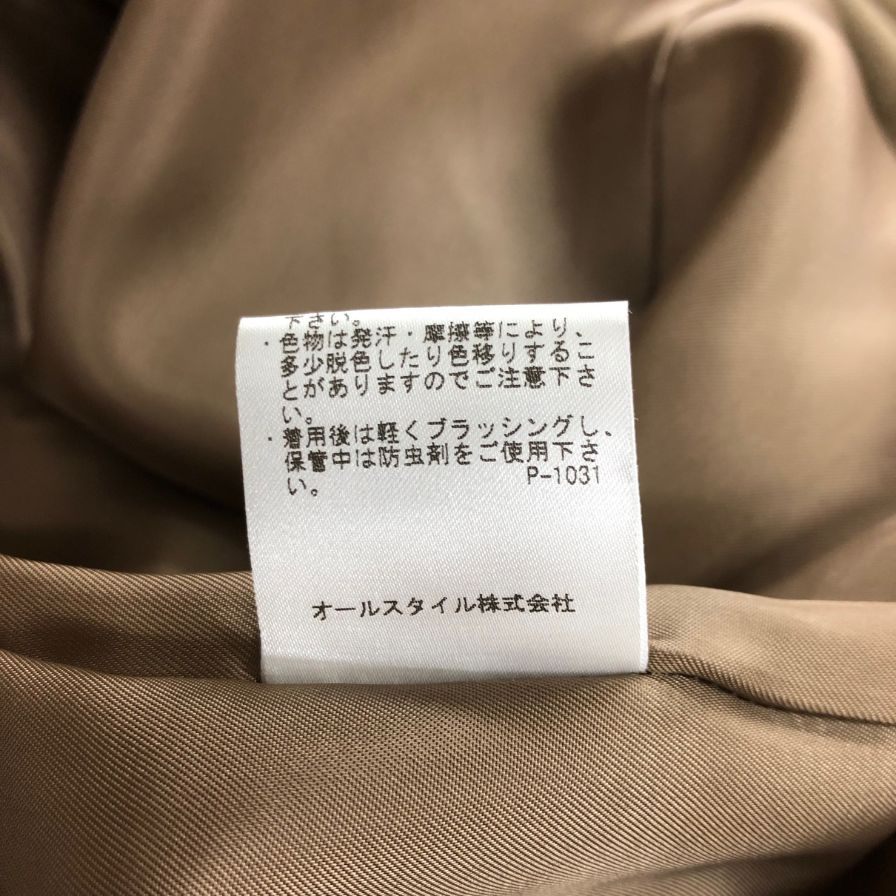 下さい。
・色物は発汗・摩擦等により、
多少脱色したり色移りするこ
とがありますのでご注意下さ
い。
・着用後は軽くブラッシングし、
保管中は防虫剤をご使用下さ
い。 P-1031
オールスタイル株式会社